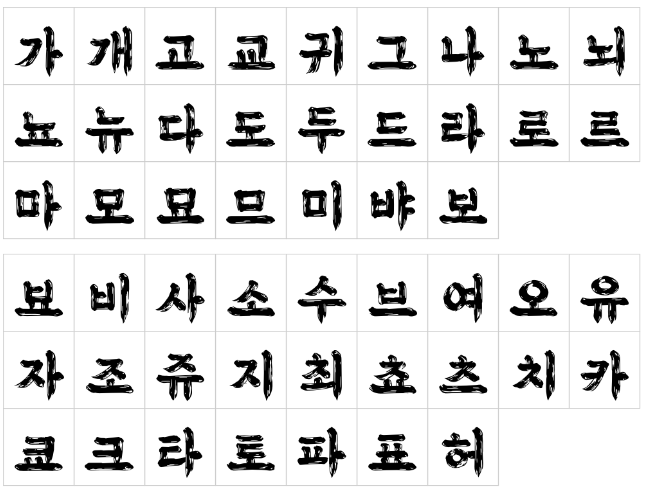 가 개 고 교 귀 그 나 노 뇌
뇨 뉴 다 도 두 드 라 로 르
마 모 묘 므 미 뱌 보
뵤 비 사 소 수 브 여 오 유
자 조 쥬 지 최 쵸 츠 치 카
쿄 크 타 토 파 표 허